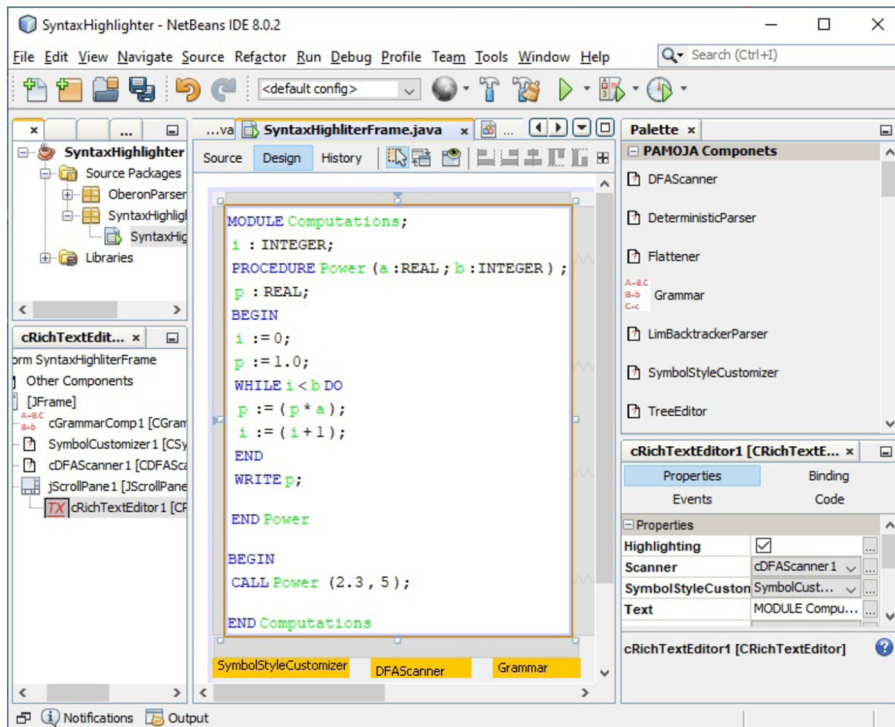 SyntaxHighlighter - NetBeans IDE 8.0.2
File Edit View Navigate Source Refactor Run Debug Profile Team Tools Window Help
Search (Ctrl+I)
<default config>
x ...
SyntaxHighlighter
Source Packages
OberonParser
SyntaxHighligl
SyntaxHig
Libraries
cRichTextEdit... x
orm SyntaxHighliterFrame
Other Components
[JFrame]
A=B.C
B=b
cGrammarComp1 [CGram
SymbolCustomizer1 [CSy
cDFAScanner1 [CDFASca
jScrollPane1 [JScrollPane
TX cRichTextEditor1 [CR
...va SyntaxHighliterFrame.java x ...
Source Design History
MODULE Computations;
i : INTEGER;
PROCEDURE Power (a :REAL ; b :INTEGER ) ;
p : REAL;
BEGIN
i := 0;
p := 1.0;
WHILE i < b DO
p := ( p * a );
i := ( i + 1 );
END
WRITE p;
END Power
BEGIN
CALL Power (2.3 , 5 );
END Computations
SymbolStyleCustomizer DFAScanner Grammar
Palette x
PAMOJA Componets
DFAScanner
DeterministicParser
Flattener
A=B.C
B=b
C=c
Grammar
LimBacktrackerParser
SymbolStyleCustomizer
TreeEditor
cRichTextEditor1 [CRichTextE... x
Properties Binding
Events Code
Properties
Highlighting ...
Scanner cDFAScanner1 ...
SymbolStyleCuston SymbolCust... ...
Text MODULE Compu... ...
cRichTextEditor1 [CRichTextEditor]
Notifications Output